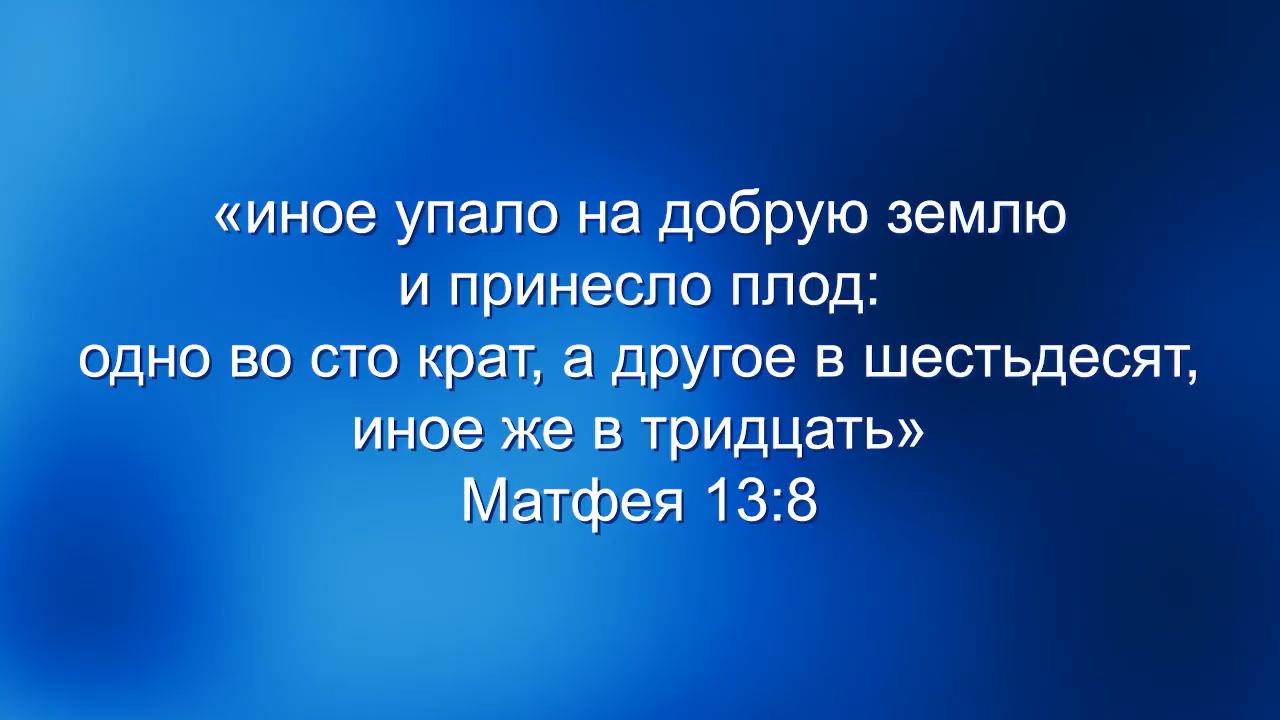 «иное упало на добрую землю
и принесло плод:
одно во сто крат, а другое в шестьдесят,
иное же в тридцать»
Матфея 13:8